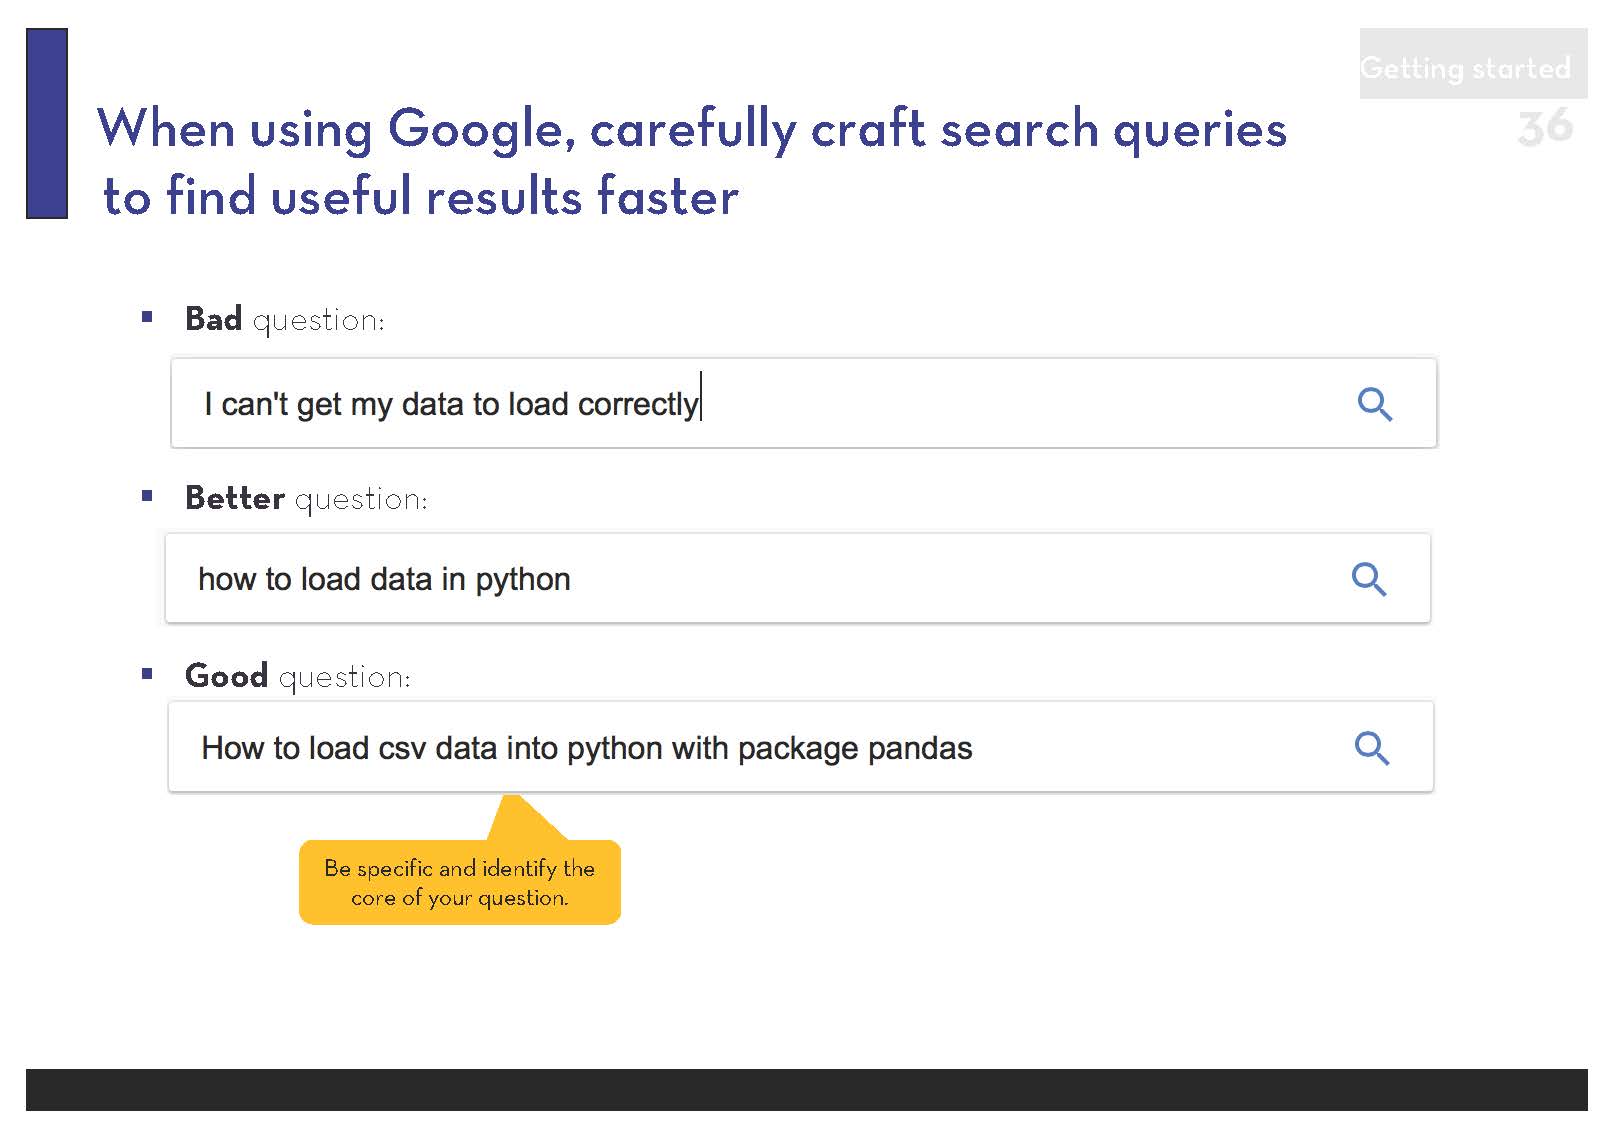 Getting started
36
When using Google, carefully craft search queries
to find useful results faster
Bad question:
I can't get my data to load correctly
Better question:
how to load data in python
Good question:
How to load csv data into python with package pandas
Be specific and identify the
core of your question.